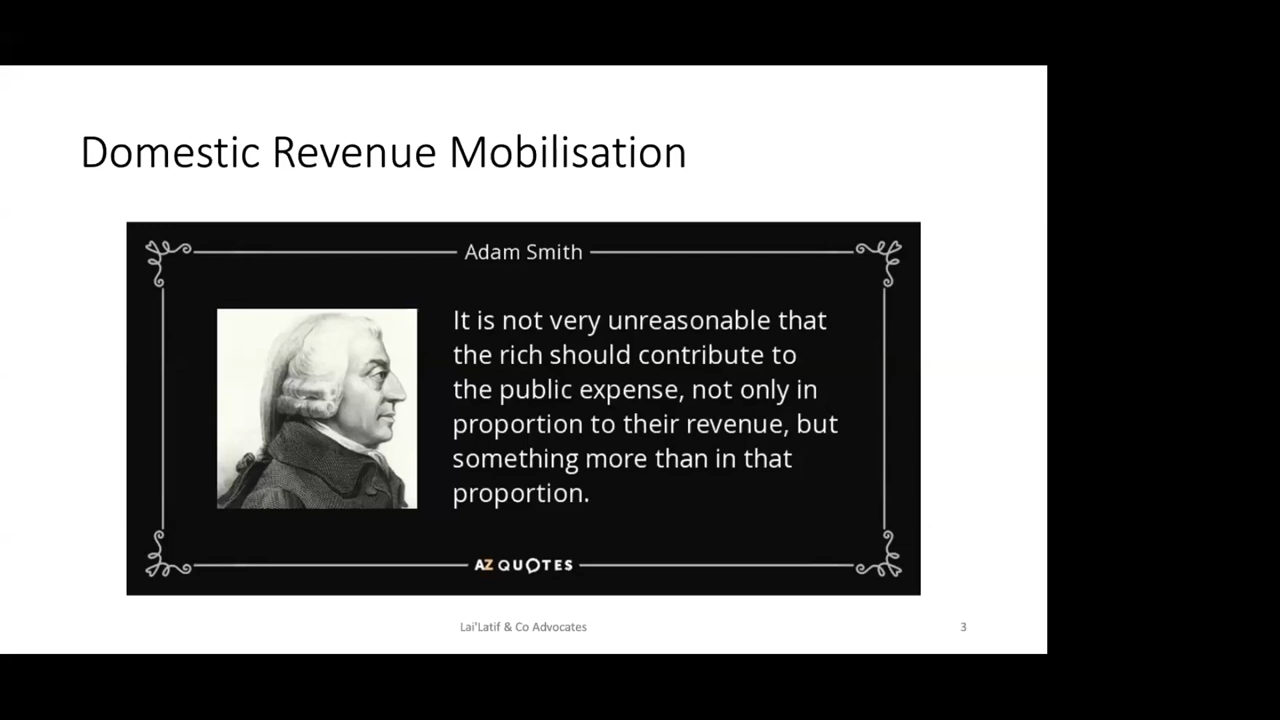 Domestic Revenue Mobilisation
Adam Smith
It is not very unreasonable that
the rich should contribute to
the public expense, not only in
proportion to their revenue, but
something more than in that
proportion.
AZ QUOTES
Lai'Latif & Co Advocates
3